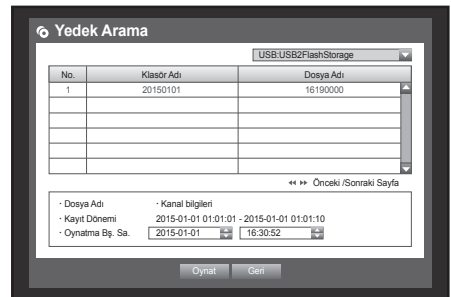 Yedek Arama
USB:USB2FlashStorage
No. Klasör Adı Dosya Adı
1 20150101 16190000
Önceki /Sonraki Sayfa
· Dosya Adı · Kanal bilgileri
· Kayıt Dönemi 2015-01-01 01:01:01 - 2015-01-01 01:01:10
· Oynatma Bş. Sa. 2015-01-01 16:30:52
Oynat Geri